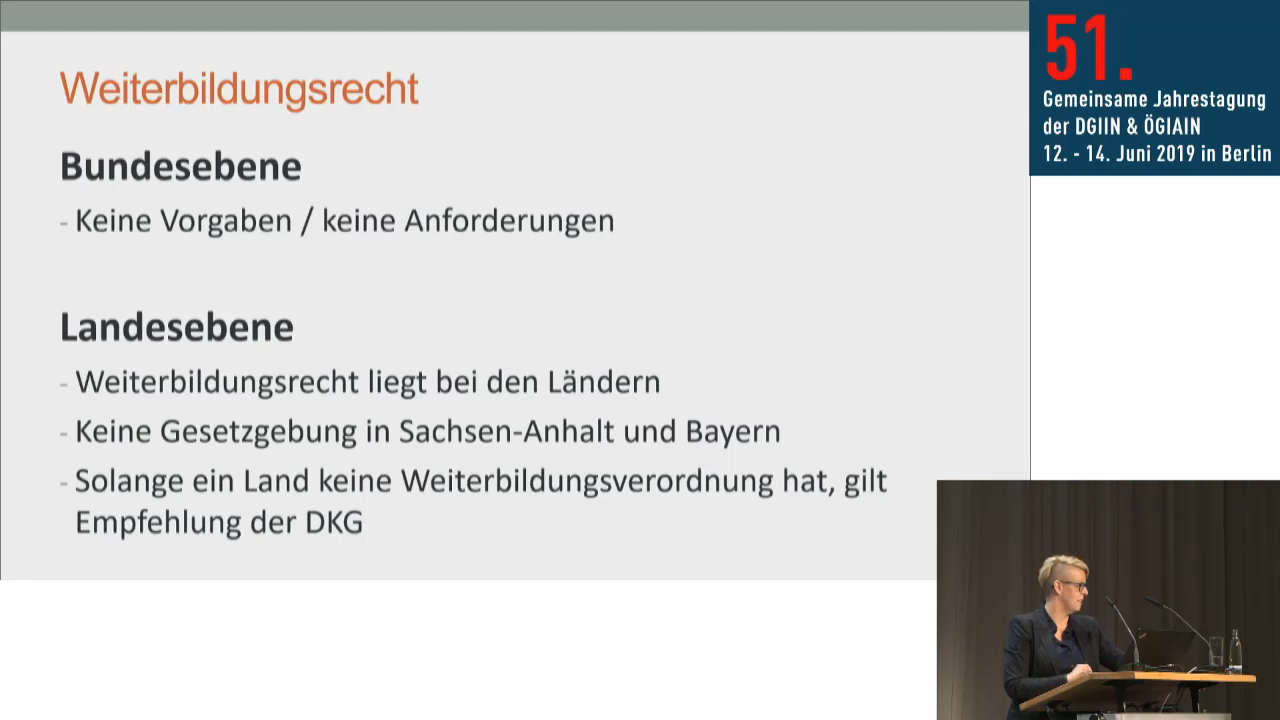 Weiterbildungsrecht
Bundesebene
- Keine Vorgaben / keine Anforderungen
Landesebene
- Weiterbildungsrecht liegt bei den Ländern
- Keine Gesetzgebung in Sachsen-Anhalt und Bayern
- Solange ein Land keine Weiterbildungsverordnung hat, gilt
Empfehlung der DKG
51.
Gemeinsame Jahrestagung
der DGIIN & ÖGIAIN
12. - 14. Juni 2019 in Berlin